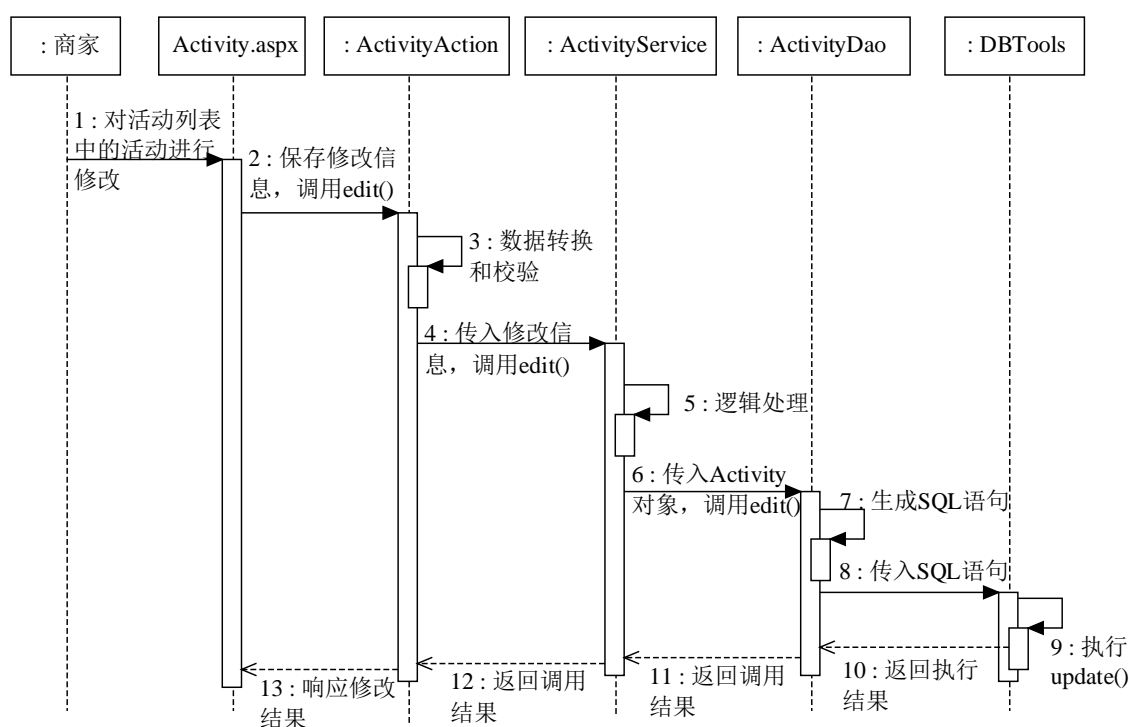 : 商家
Activity.aspx
: ActivityAction
: ActivityService
: ActivityDao
: DBTools
1 : 对活动列表
中的活动进行
修改
2 : 保存修改信
息，调用edit()
3 : 数据转换
和校验
4 : 传入修改信
息，调用edit()
5 : 逻辑处理
6 : 传入Activity
对象，调用edit()
7 : 生成SQL语句
8 : 传入SQL语句
9 : 执行
update()
10 : 返回执行
结果
11 : 返回调用
结果
12 : 返回调用
结果
13 : 响应修改
结果